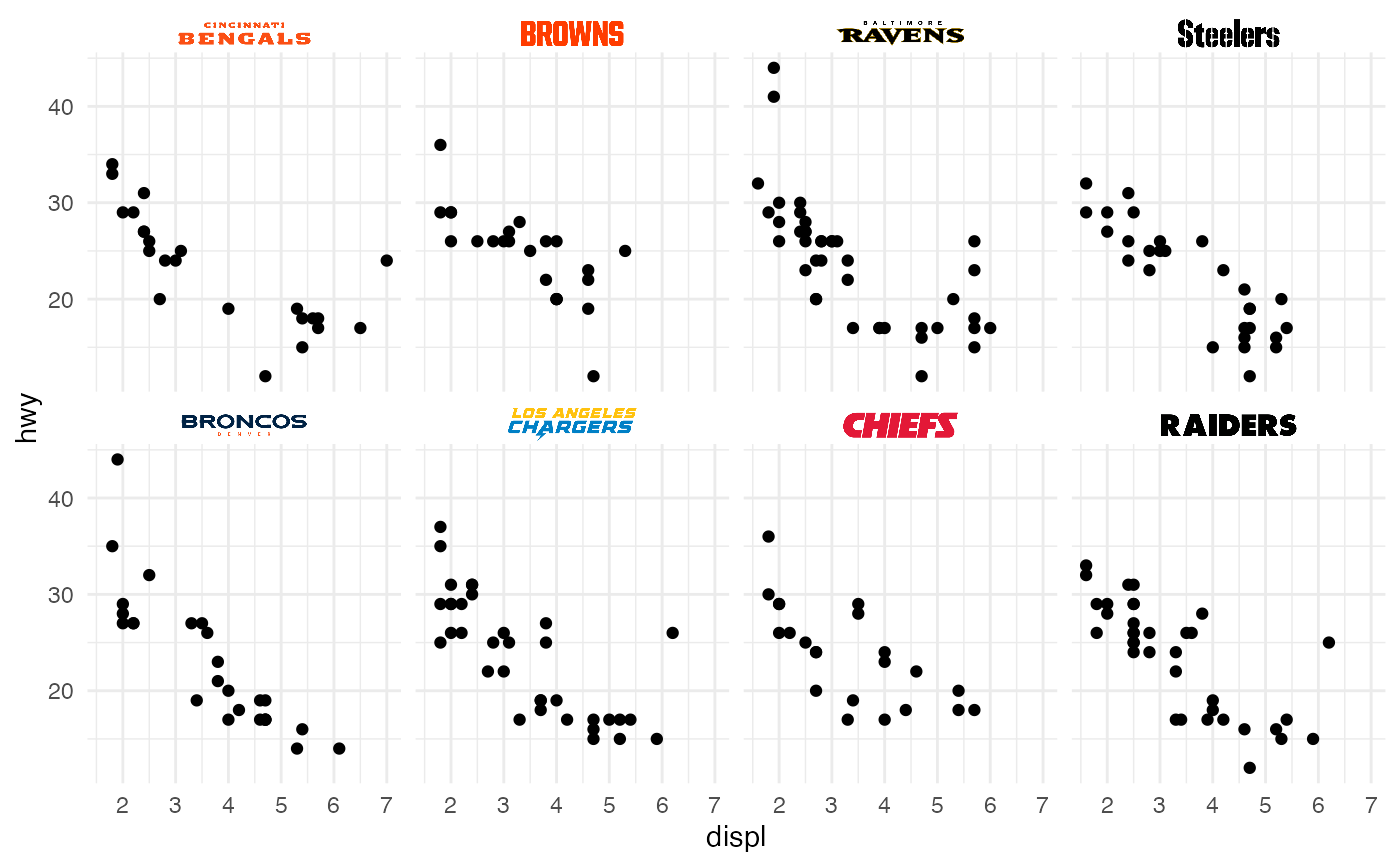 CINCINNATI
BENGALS
BROWNS
BALTIMORE
RAVENS
Steelers
40
30
20
BRONCOS
DENVER
LOS ANGELES
CHARGERS
CHIEFS
RAIDERS
40
30
20
hwy
2 3 4 5 6 7
2 3 4 5 6 7
2 3 4 5 6 7
2 3 4 5 6 7
displ